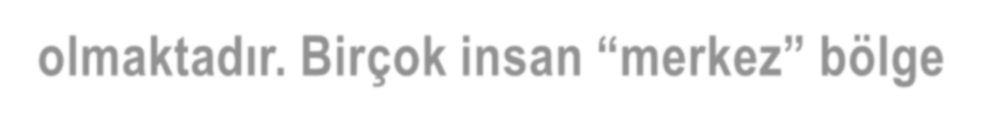 olmaktadır. Birçok insan “merkez” bölge